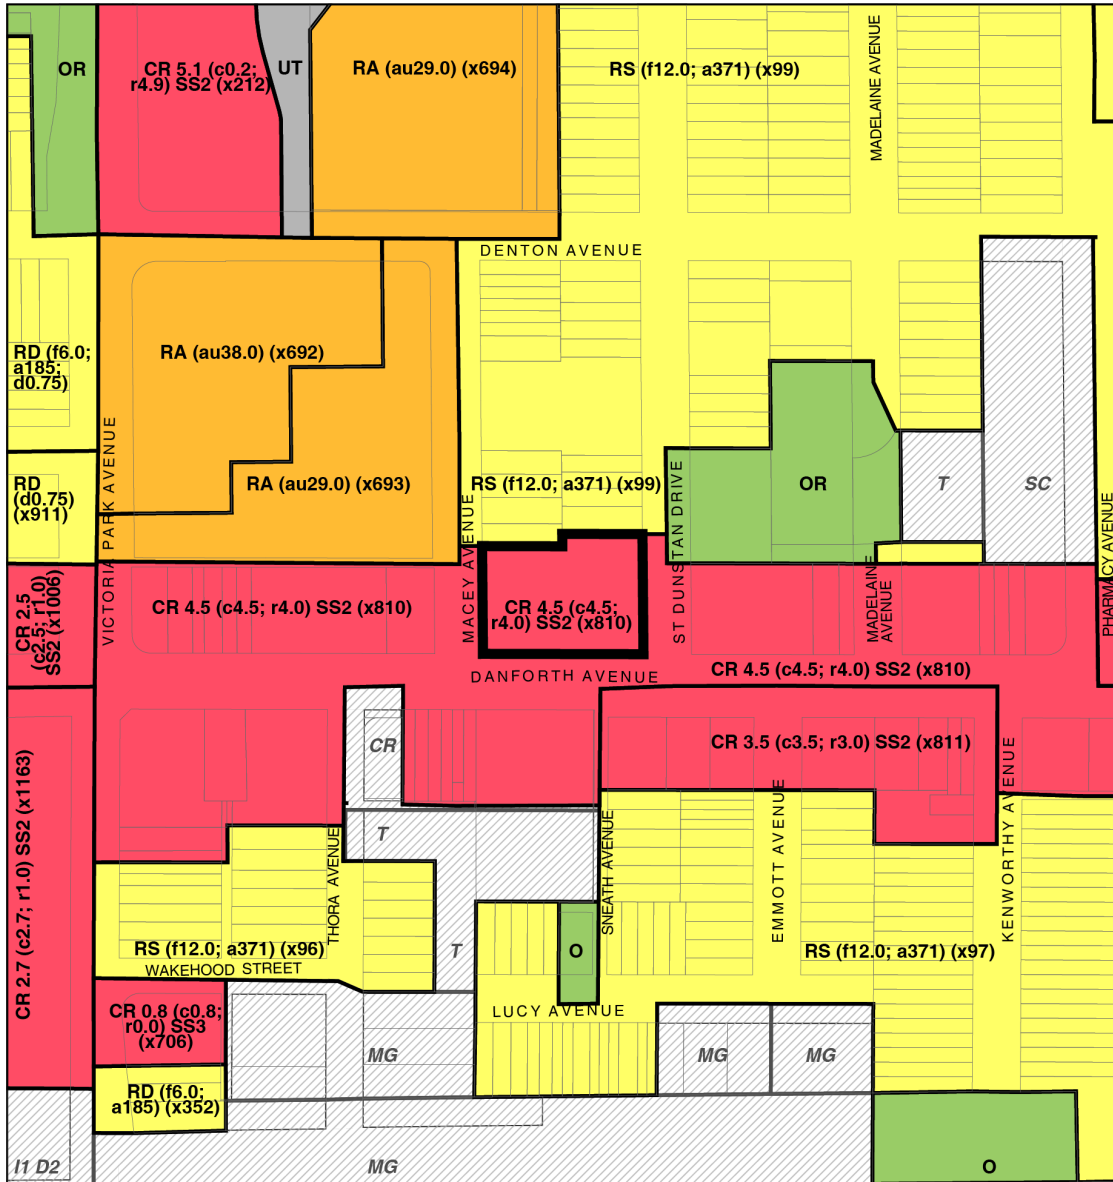 OR
CR 5.1 (c0.2;
r4.9) SS2 (x212)
UT
RA (au29.0) (x694)
RS (f12.0; a371) (x99)
MADELAINE AVENUE
DENTON AVENUE
RD (f6.0;
a185;
d0.75)
RA (au38.0) (x692)
RD
(d0.75)
(x911)
VICTORIA PARK AVENUE
RA (au29.0) (x693)
MACEY AVENUE
RS (f12.0; a371) (x99)
ST DUNSTAN DRIVE
OR
T
SC
PHARMACY AVENUE
CR 2.5
(c2.5; r1.0)
SS2 (x1006)
CR 4.5 (c4.5; r4.0) SS2 (x810)
CR 4.5 (c4.5;
r4.0) SS2 (x810)
MADELAINE
AVENUE
DANFORTH AVENUE
CR 4.5 (c4.5; r4.0) SS2 (x810)
CR
CR 3.5 (c3.5; r3.0) SS2 (x811)
CR 2.7 (c2.7; r1.0) SS2 (x1163)
THORA AVENUE
T
SNEATH AVENUE
EMMOTT AVENUE
KENWORTHY AVENUE
RS (f12.0; a371) (x96)
WAKEHOOD STREET
T
O
RS (f12.0; a371) (x97)
CR 0.8 (c0.8;
r0.0) SS3
(x706)
LUCY AVENUE
MG
MG
MG
RD (f6.0;
a185) (x352)
I1 D2
MG
O